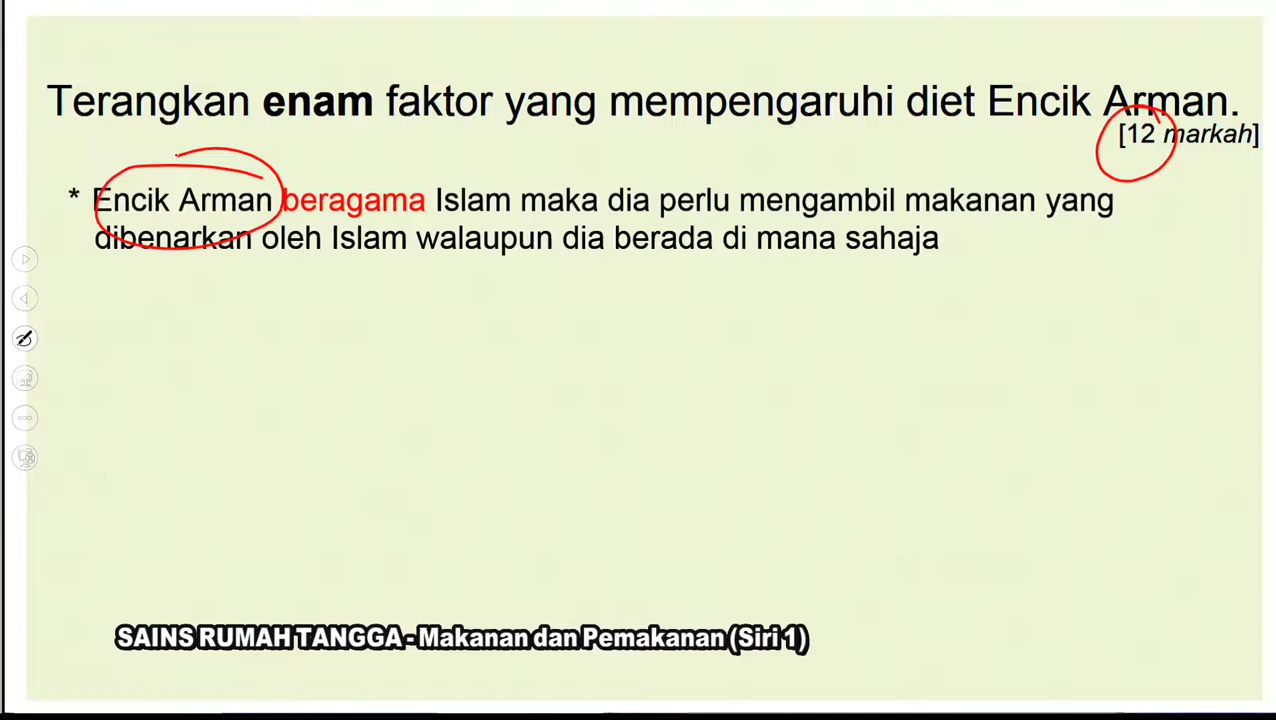 Terangkan enam faktor yang mempengaruhi diet Encik Arman.
[12 markah]
* Encik Arman beragama Islam maka dia perlu mengambil makanan yang
dibenarkan oleh Islam walaupun dia berada di mana sahaja
SAINS RUMAH TANGGA - Makanan dan Pemakanan (Siri 1)